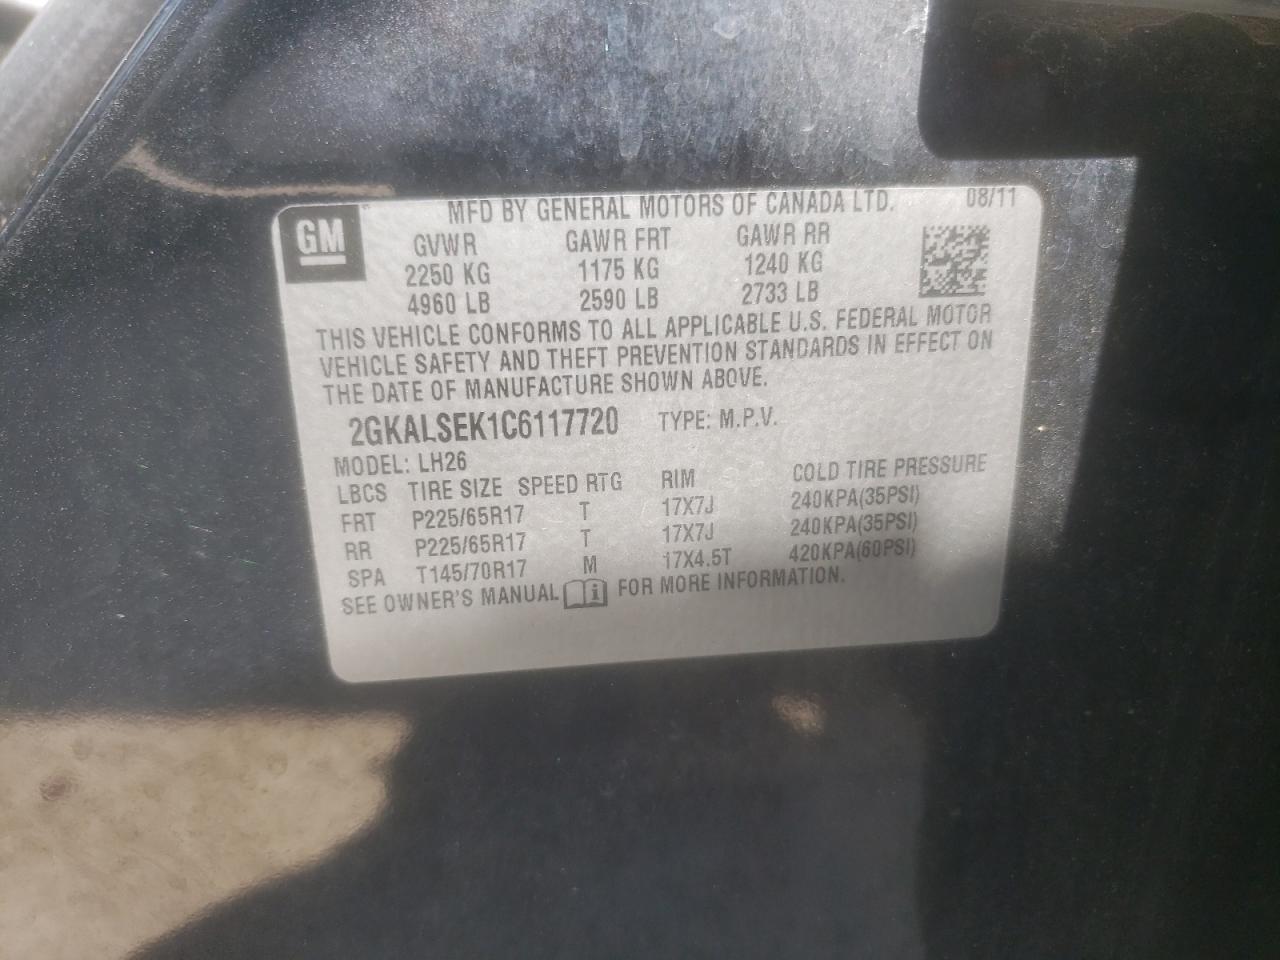 MFD BY GENERAL MOTORS OF CANADA LTD. 08/11
GM
GVWR GAWR FRT GAWR RR
2250 KG 1175 KG 1240 KG
4960 LB 2590 LB 2733 LB
THIS VEHICLE CONFORMS TO ALL APPLICABLE U.S. FEDERAL MOTOR
VEHICLE SAFETY AND THEFT PREVENTION STANDARDS IN EFFECT ON
THE DATE OF MANUFACTURE SHOWN ABOVE.
2GKALSEK1C6117720 TYPE: M.P.V.
MODEL: LH26
LBCS TIRE SIZE SPEED RTG RIM COLD TIRE PRESSURE
FRT P225/65R17 T 17X7J 240KPA(35PSI)
RR P225/65R17 T 17X7J 240KPA(35PSI)
SPA T145/70R17 M 17X4.5T 420KPA(60PSI)
SEE OWNER'S MANUAL i FOR MORE INFORMATION.